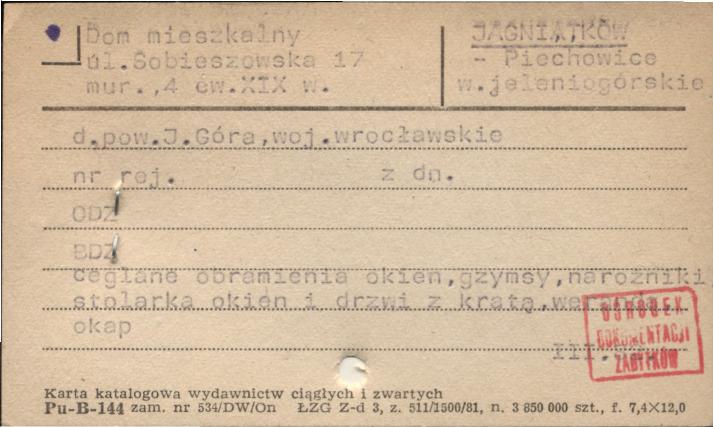 Dom mieszkalny
ul.Sobieszowska 17
mur.,4 ćw.XIX w.
JAGNIĄTKÓW
- Piechowice
w.jeleniogórskie
d.pow.J.Góra,woj.wrocławskie
nr rej. z dn.
ODZ
BDZ
ceglane obramienia okien,gzymsy,narożniki,
stolarka okien i drzwi z kratą,weranda,
okap
III.
OŚRODEK
DOKUMENTACJI
ZABYTKÓW
Karta katalogowa wydawnictw ciągłych i zwartych
Pu-B-144 zam. nr 534/DW/On ŁZG Z-d 3, z. 511/1500/81, n. 3 850 000 szt., f. 7,4×12,0